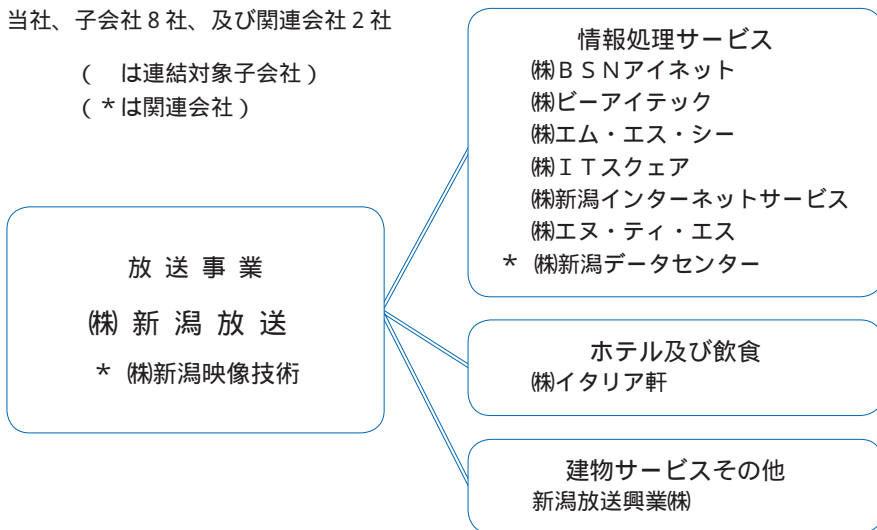 当社、子会社8社、及び関連会社2社
(　は連結対象子会社)
(*は関連会社)
放送事業
㈱新潟放送
* ㈱新潟映像技術
情報処理サービス
㈱BSNアイネット
㈱ビーアイテック
㈱エム・エス・シー
㈱ITスクェア
㈱新潟インターネットサービス
㈱エヌ・ティ・エス
* ㈱新潟データセンター
ホテル及び飲食
㈱イタリア軒
建物サービスその他
新潟放送興業㈱